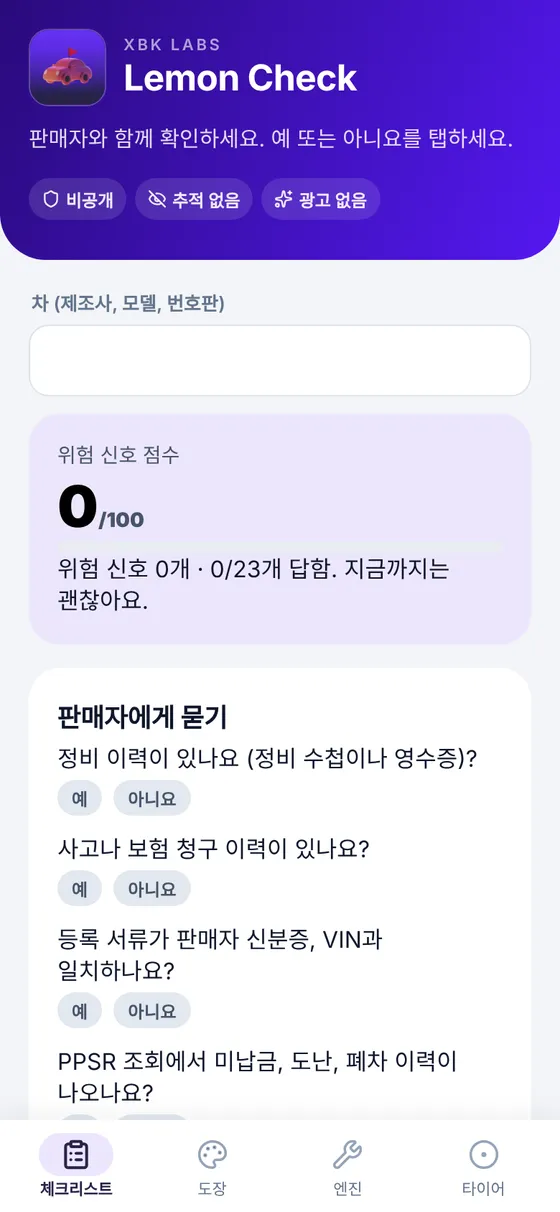 XBK LABS
Lemon Check
판매자와 함께 확인하세요. 예 또는 아니요를 탭하세요.
비공개
추적 없음
광고 없음
차 (제조사, 모델, 번호판)
위험 신호 점수
0/100
위험 신호 0개 · 0/23개 답함. 지금까지는
괜찮아요.
판매자에게 묻기
정비 이력이 있나요 (정비 수첩이나 영수증)?
예
아니요
사고나 보험 청구 이력이 있나요?
예
아니요
등록 서류가 판매자 신분증, VIN과
일치하나요?
예
아니요
PPSR 조회에서 미납금, 도난, 폐차 이력이
나오나요?
체크리스트
도장
엔진
타이어